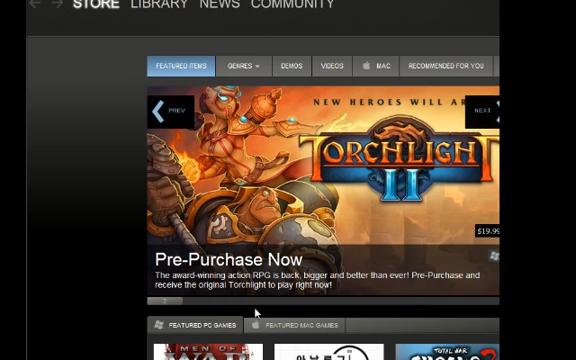 STORE LIBRARY NEWS COMMUNITY
FEATURED ITEMS GENRES DEMOS VIDEOS MAC RECOMMENDED FOR YOU
PREV
NEXT
NEW HEROES WILL AR
TORCHLIGHT
II
$19.99
Pre-Purchase Now
The award-winning action RPG is back, bigger and better than ever! Pre-Purchase and
receive the original Torchlight to play right now!
FEATURED PC GAMES FEATURED MAC GAMES
MEN OF
WAR
TOTAL WAR